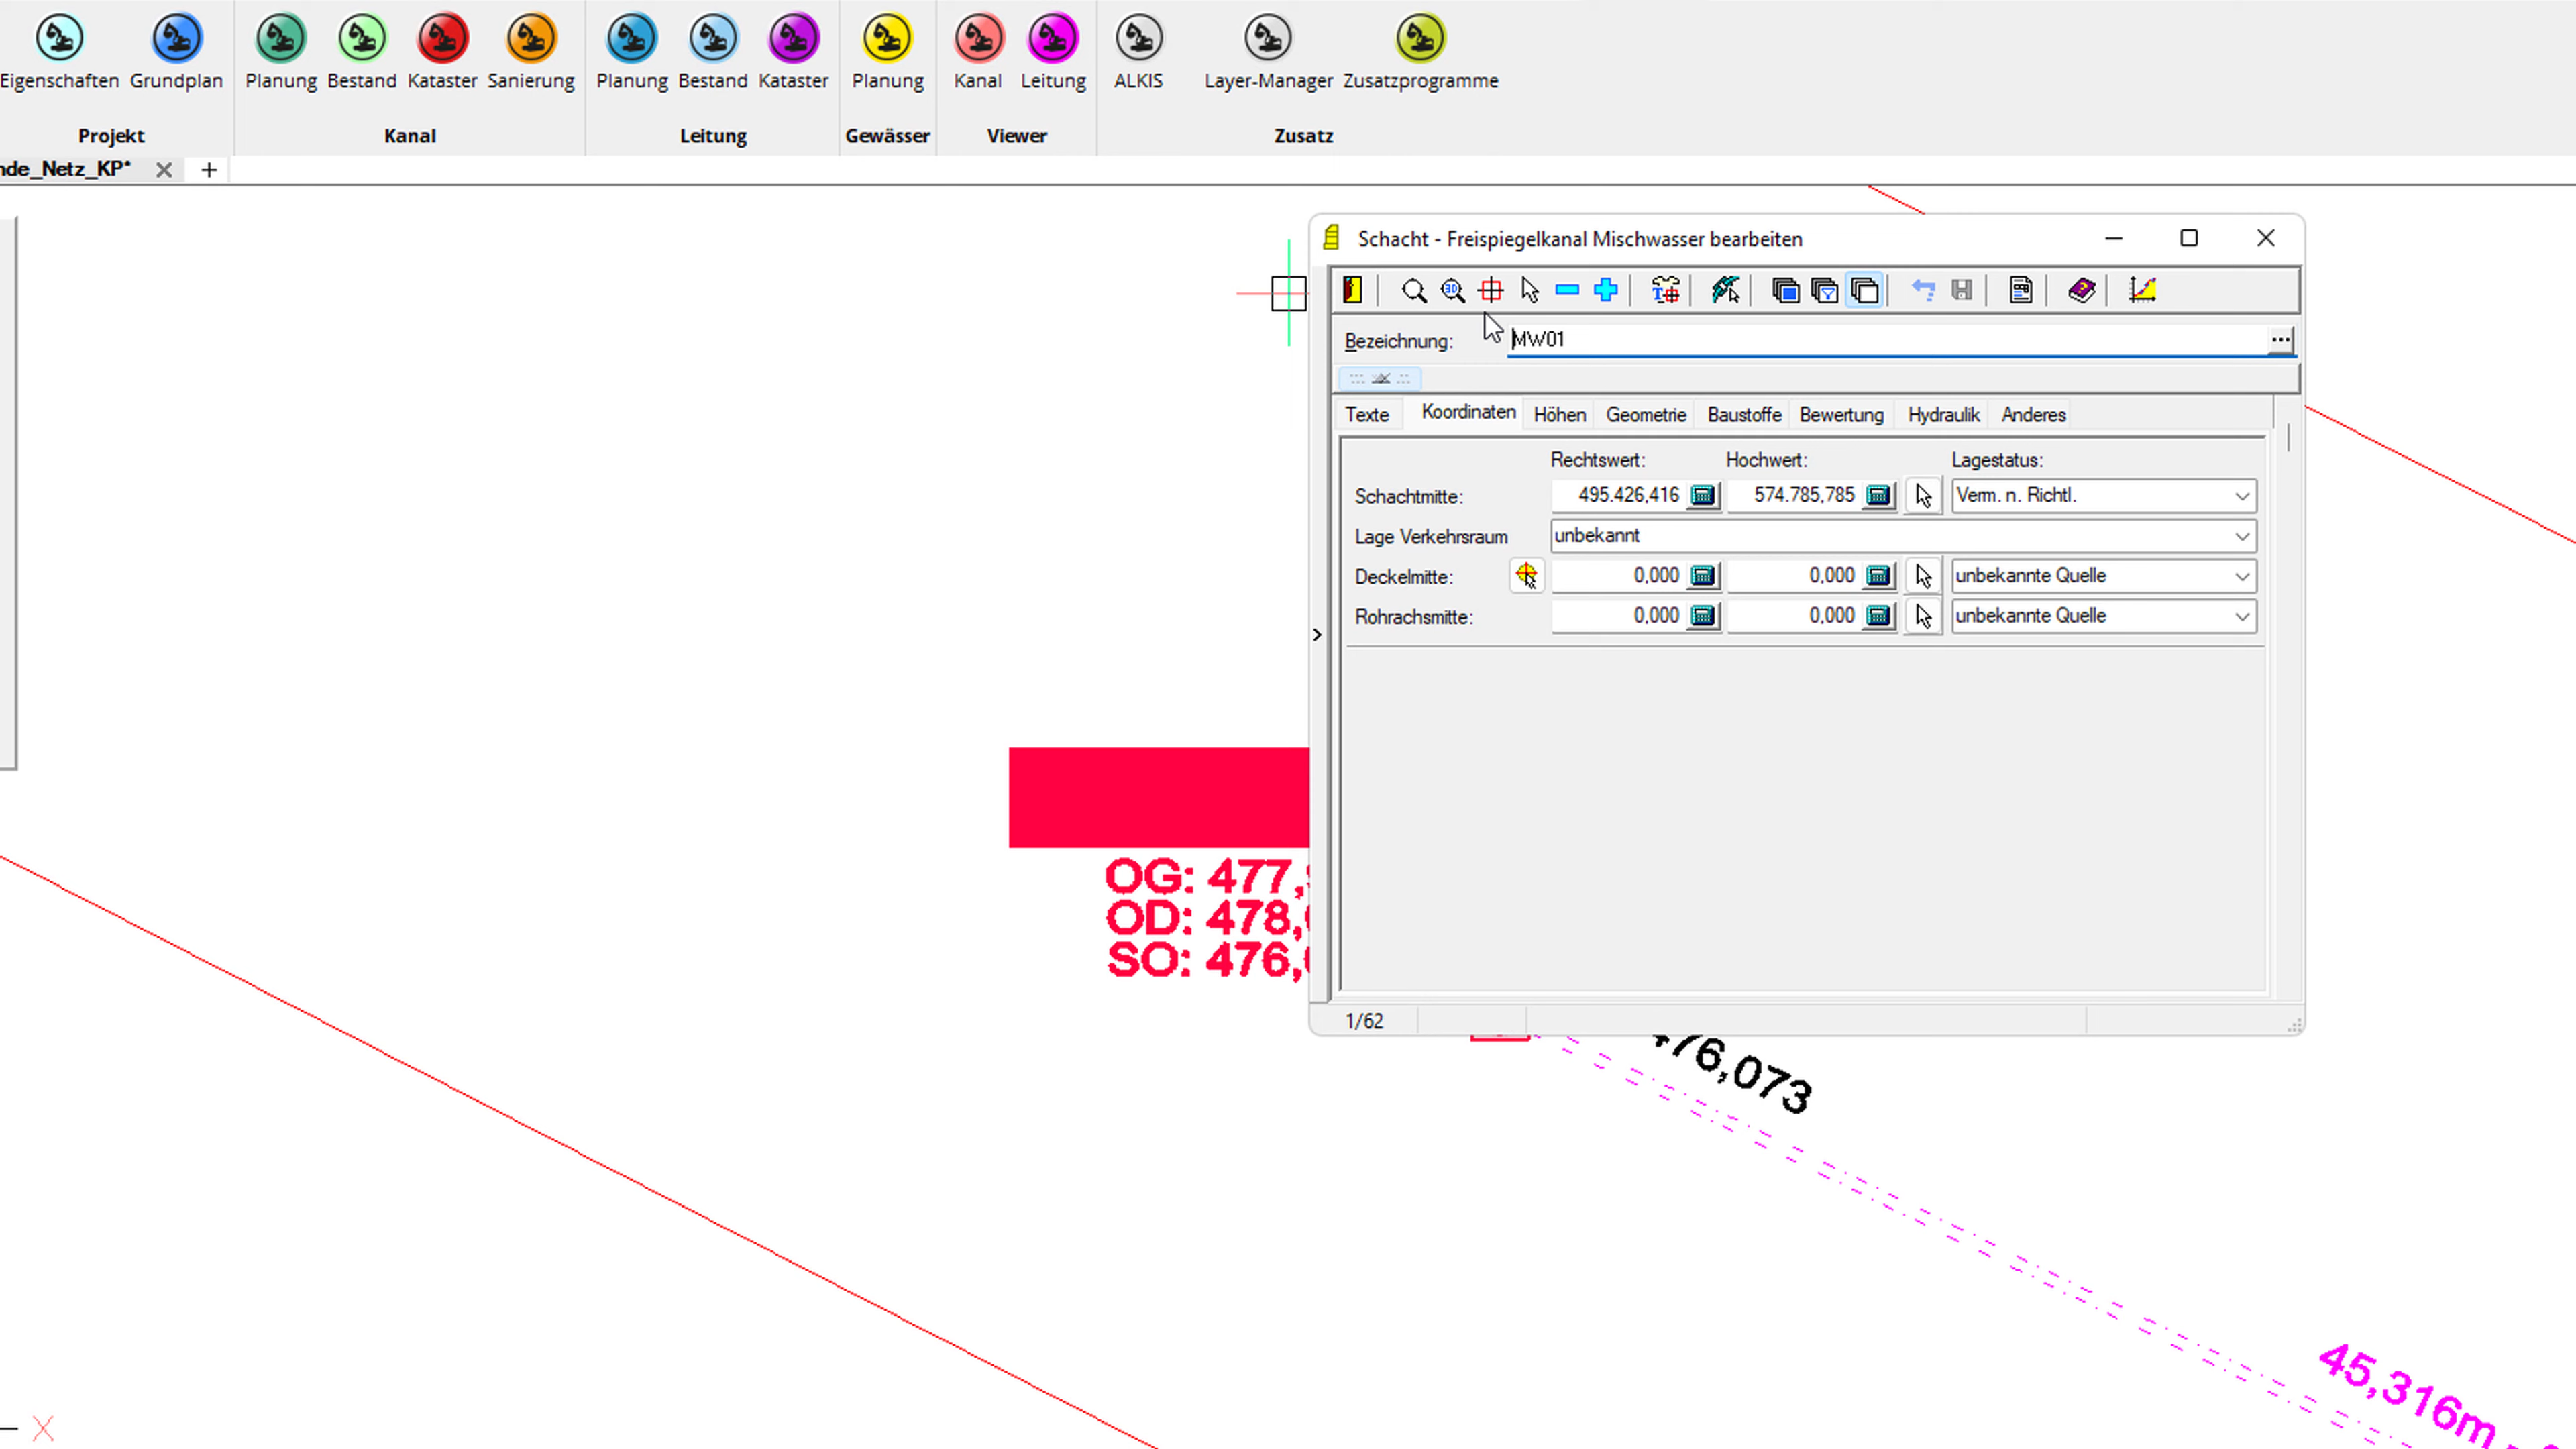 Eigenschaften Grundplan Planung Bestand Kataster Sanierung Planung Bestand Kataster Planung Kanal Leitung ALKIS Layer-Manager Zusatzprogramme
Projekt Kanal Leitung Gewässer Viewer Zusatz
nde_Netz_KP*
Schacht - Freispiegelkanal Mischwasser bearbeiten
Bezeichnung: MW01
Texte Koordinaten Höhen Geometrie Baustoffe Bewertung Hydraulik Anderes
Rechtswert: Hochwert: Lagestatus:
Schachtmitte: 495.426,416 574.785,785 Verm. n. Richtl.
Lage Verkehrsraum unbekannt
Deckelmitte: 0,000 0,000 unbekannte Quelle
Rohrachsmitte: 0,000 0,000 unbekannte Quelle
OG: 477,
OD: 478,
SO: 476,
1/62
476,073
45,316m
X